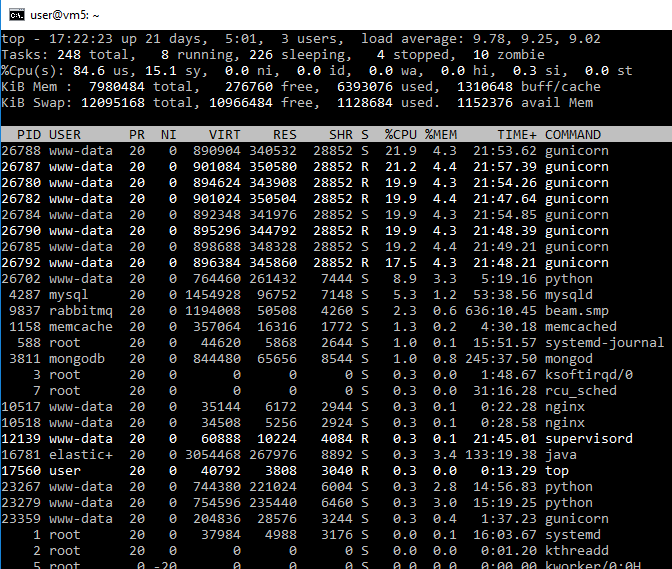 user@vm5: ~
top - 17:22:23 up 21 days,  5:01,  3 users,  load average: 9.78, 9.25, 9.02
Tasks: 248 total,   8 running, 226 sleeping,   4 stopped,  10 zombie
%Cpu(s): 84.6 us, 15.1 sy,  0.0 ni,  0.0 id,  0.0 wa,  0.0 hi,  0.3 si,  0.0 st
KiB Mem :  7980484 total,   276760 free,  6393076 used,  1310648 buff/cache
KiB Swap: 12095168 total, 10966484 free,  1128684 used.  1152376 avail Mem
  PID USER      PR  NI    VIRT    RES    SHR S  %CPU %MEM     TIME+ COMMAND
26788 www-data  20   0  890904 340532  28852 S  21.9  4.3  21:53.62 gunicorn
26787 www-data  20   0  901084 350580  28852 R  21.2  4.4  21:57.39 gunicorn
26780 www-data  20   0  894624 343908  28852 R  19.9  4.3  21:54.26 gunicorn
26782 www-data  20   0  901024 350504  28852 R  19.9  4.4  21:47.64 gunicorn
26784 www-data  20   0  892348 341976  28852 S  19.9  4.3  21:54.85 gunicorn
26790 www-data  20   0  895296 344792  28852 R  19.9  4.3  21:48.39 gunicorn
26785 www-data  20   0  898688 348328  28852 S  19.2  4.4  21:49.21 gunicorn
26792 www-data  20   0  896384 345860  28852 R  17.5  4.3  21:48.21 gunicorn
26702 www-data  20   0  764460 261432   7444 S   8.9  3.3   5:19.16 python
 4287 mysql     20   0 1454928  96752   7148 S   5.3  1.2  53:38.56 mysqld
 9837 rabbitmq  20   0 1194008  50508   4260 S   2.3  0.6 636:10.45 beam.smp
 1158 memcache  20   0  357064  16316   1772 S   1.3  0.2   4:30.18 memcached
  588 root      20   0   44620   5868   2644 S   1.0  0.1  15:51.57 systemd-journal
 3811 mongodb   20   0  844480  65656   8544 S   1.0  0.8 245:37.50 mongod
    3 root      20   0       0      0      0 S   0.3  0.0   1:48.67 ksoftirqd/0
    7 root      20   0       0      0      0 S   0.3  0.0  31:16.28 rcu_sched
10517 www-data  20   0   35144   6172   2944 S   0.3  0.1   0:22.28 nginx
10518 www-data  20   0   34508   5256   2924 S   0.3  0.1   0:28.58 nginx
12139 www-data  20   0   60888  10224   4084 R   0.3  0.1  21:45.01 supervisord
16781 elastic+  20   0 3054468 267976   8892 S   0.3  3.4 133:19.38 java
17560 user      20   0   40792   3808   3040 R   0.3  0.0   0:13.29 top
23267 www-data  20   0  744380 221024   6004 S   0.3  2.8  14:56.83 python
23279 www-data  20   0  754596 235440   6460 S   0.3  3.0  15:19.25 python
23359 www-data  20   0  204836  28576   3244 S   0.3  0.4   1:37.23 gunicorn
    1 root      20   0   37984   4988   3176 S   0.0  0.1  16:03.67 systemd
    2 root      20   0       0      0      0 S   0.0  0.0   0:01.20 kthreadd
    5 root       0 -20       0      0      0 S   0.0  0.0   0:00.00 kworker/0:0H